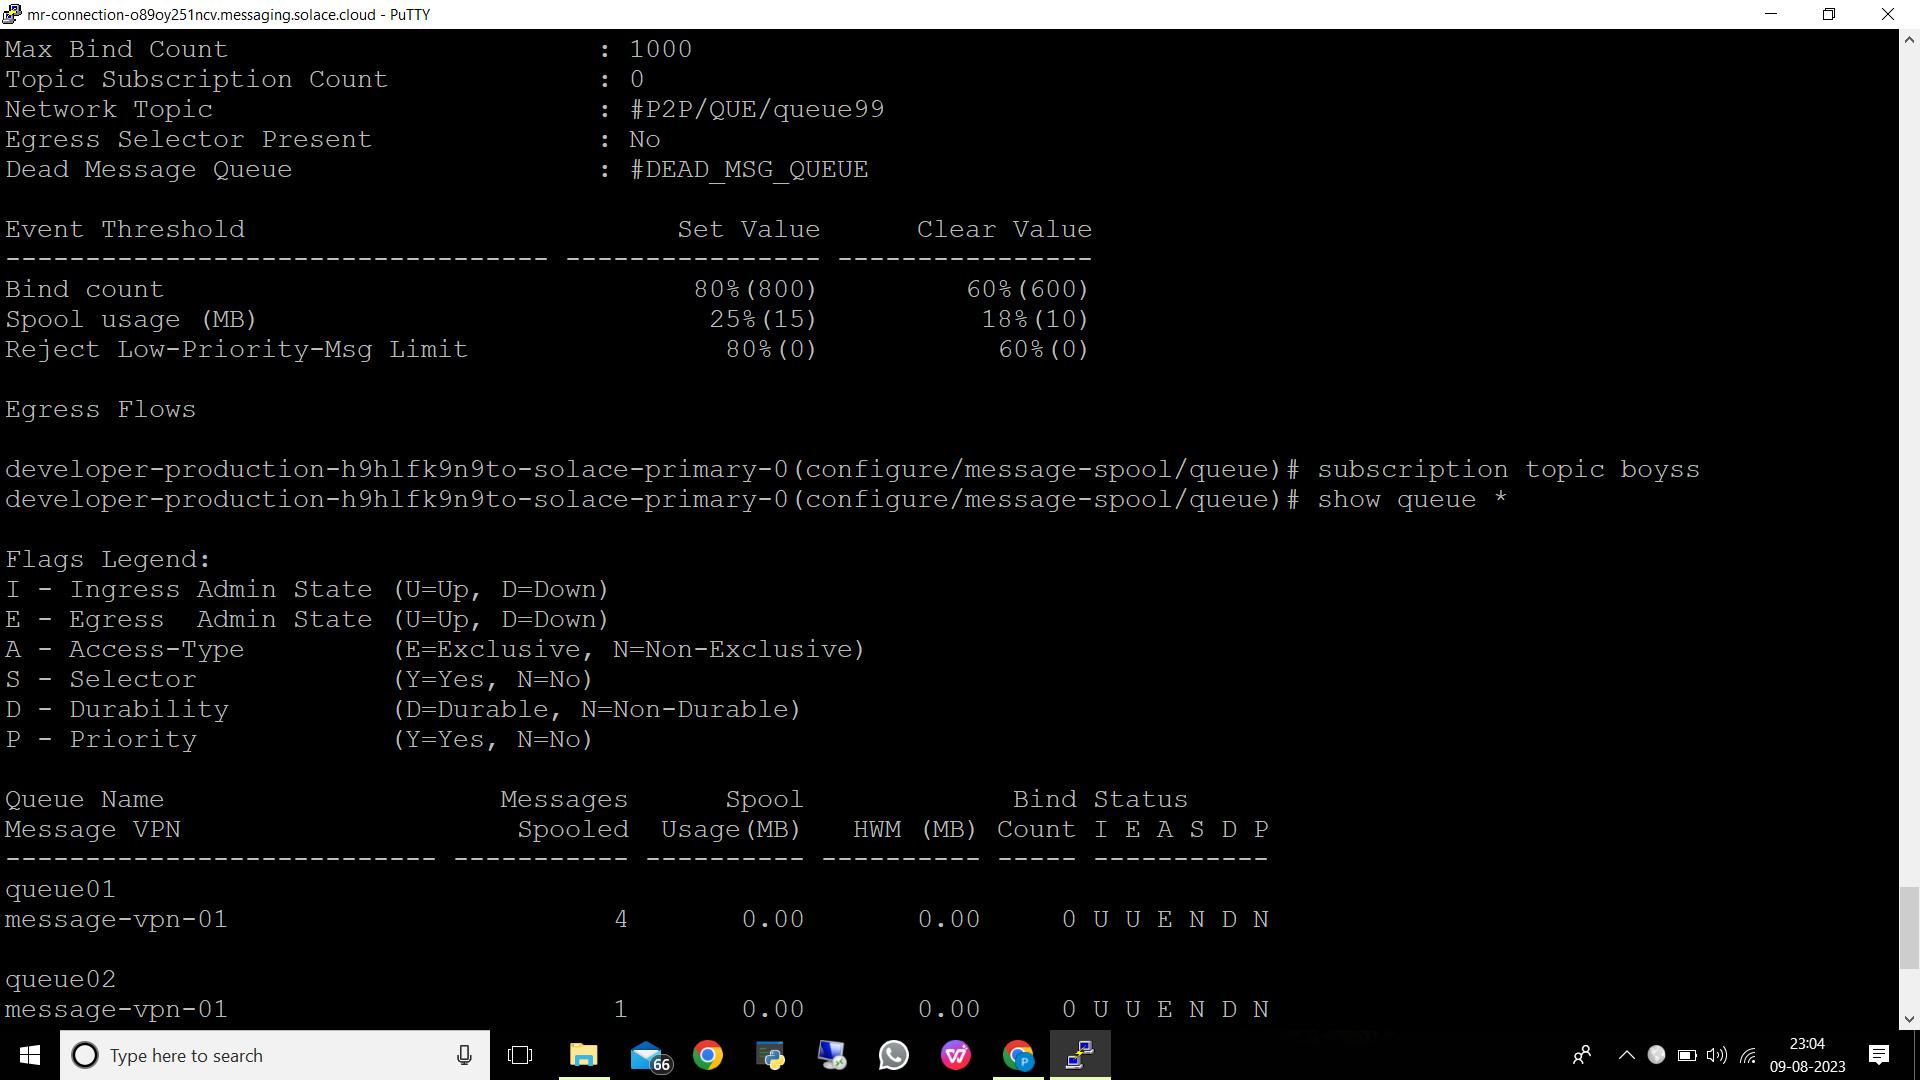 mr-connection-o89oy251ncv.messaging.solace.cloud - PuTTY
Max Bind Count : 1000
Topic Subscription Count : 0
Network Topic : #P2P/QUE/queue99
Egress Selector Present : No
Dead Message Queue : #DEAD_MSG_QUEUE
Event Threshold Set Value Clear Value
---------------------------------- ---------------- ----------------
Bind count 80%(800) 60%(600)
Spool usage (MB) 25%(15) 18%(10)
Reject Low-Priority-Msg Limit 80%(0) 60%(0)
Egress Flows
developer-production-h9hlfk9n9to-solace-primary-0(configure/message-spool/queue)# subscription topic boyss
developer-production-h9hlfk9n9to-solace-primary-0(configure/message-spool/queue)# show queue *
Flags Legend:
I - Ingress Admin State (U=Up, D=Down)
E - Egress  Admin State (U=Up, D=Down)
A - Access-Type (E=Exclusive, N=Non-Exclusive)
S - Selector (Y=Yes, N=No)
D - Durability (D=Durable, N=Non-Durable)
P - Priority (Y=Yes, N=No)
Queue Name Messages Spool Bind Status
Message VPN Spooled Usage(MB) HWM (MB) Count I E A S D P
--------------------------- ----------- ---------- ---------- ----- -----------
queue01
message-vpn-01 4 0.00 0.00 0 U U E N D N
queue02
message-vpn-01 1 0.00 0.00 0 U U E N D N
Type here to search
66
P
23:04
09-08-2023